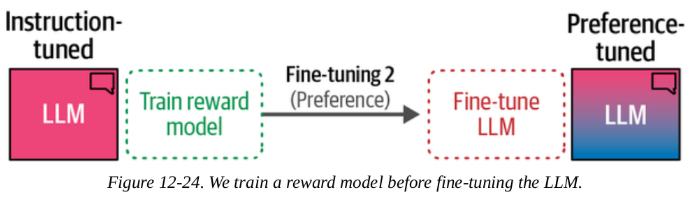 Instruction-
tuned
LLM
Train reward
model
Fine-tuning 2
(Preference)
Fine-tune
LLM
Preference-
tuned
LLM
Figure 12-24. We train a reward model before fine-tuning the LLM.